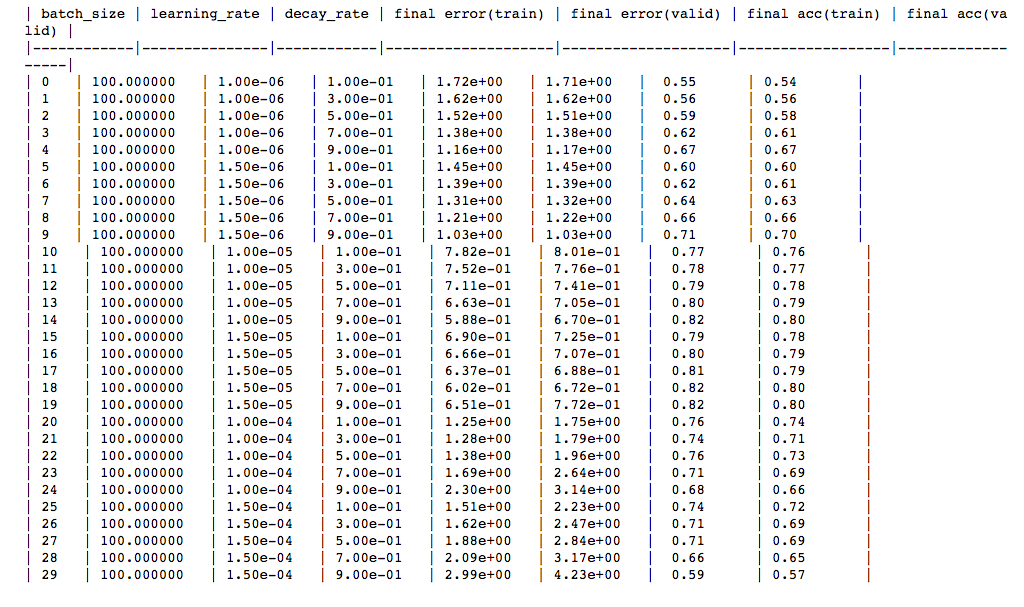 | batch_size | learning_rate | decay_rate | final error(train) | final error(valid) | final acc(train) | final acc(va
lid) |
|------------|---------------|------------|--------------------|--------------------|------------------|-------------
-----|
| 0 | 100.000000 | 1.00e-06 | 1.00e-01 | 1.72e+00 | 1.71e+00 | 0.55 | 0.54 |
| 1 | 100.000000 | 1.00e-06 | 3.00e-01 | 1.62e+00 | 1.62e+00 | 0.56 | 0.56 |
| 2 | 100.000000 | 1.00e-06 | 5.00e-01 | 1.52e+00 | 1.51e+00 | 0.59 | 0.58 |
| 3 | 100.000000 | 1.00e-06 | 7.00e-01 | 1.38e+00 | 1.38e+00 | 0.62 | 0.61 |
| 4 | 100.000000 | 1.00e-06 | 9.00e-01 | 1.16e+00 | 1.17e+00 | 0.67 | 0.67 |
| 5 | 100.000000 | 1.50e-06 | 1.00e-01 | 1.45e+00 | 1.45e+00 | 0.60 | 0.60 |
| 6 | 100.000000 | 1.50e-06 | 3.00e-01 | 1.39e+00 | 1.39e+00 | 0.62 | 0.61 |
| 7 | 100.000000 | 1.50e-06 | 5.00e-01 | 1.31e+00 | 1.32e+00 | 0.64 | 0.63 |
| 8 | 100.000000 | 1.50e-06 | 7.00e-01 | 1.21e+00 | 1.22e+00 | 0.66 | 0.66 |
| 9 | 100.000000 | 1.50e-06 | 9.00e-01 | 1.03e+00 | 1.03e+00 | 0.71 | 0.70 |
| 10 | 100.000000 | 1.00e-05 | 1.00e-01 | 7.82e-01 | 8.01e-01 | 0.77 | 0.76 |
| 11 | 100.000000 | 1.00e-05 | 3.00e-01 | 7.52e-01 | 7.76e-01 | 0.78 | 0.77 |
| 12 | 100.000000 | 1.00e-05 | 5.00e-01 | 7.11e-01 | 7.41e-01 | 0.79 | 0.78 |
| 13 | 100.000000 | 1.00e-05 | 7.00e-01 | 6.63e-01 | 7.05e-01 | 0.80 | 0.79 |
| 14 | 100.000000 | 1.00e-05 | 9.00e-01 | 5.88e-01 | 6.70e-01 | 0.82 | 0.80 |
| 15 | 100.000000 | 1.50e-05 | 1.00e-01 | 6.90e-01 | 7.25e-01 | 0.79 | 0.78 |
| 16 | 100.000000 | 1.50e-05 | 3.00e-01 | 6.66e-01 | 7.07e-01 | 0.80 | 0.79 |
| 17 | 100.000000 | 1.50e-05 | 5.00e-01 | 6.37e-01 | 6.88e-01 | 0.81 | 0.79 |
| 18 | 100.000000 | 1.50e-05 | 7.00e-01 | 6.02e-01 | 6.72e-01 | 0.82 | 0.80 |
| 19 | 100.000000 | 1.50e-05 | 9.00e-01 | 6.51e-01 | 7.72e-01 | 0.82 | 0.80 |
| 20 | 100.000000 | 1.00e-04 | 1.00e-01 | 1.25e+00 | 1.75e+00 | 0.76 | 0.74 |
| 21 | 100.000000 | 1.00e-04 | 3.00e-01 | 1.28e+00 | 1.79e+00 | 0.74 | 0.71 |
| 22 | 100.000000 | 1.00e-04 | 5.00e-01 | 1.38e+00 | 1.96e+00 | 0.76 | 0.73 |
| 23 | 100.000000 | 1.00e-04 | 7.00e-01 | 1.69e+00 | 2.64e+00 | 0.71 | 0.69 |
| 24 | 100.000000 | 1.00e-04 | 9.00e-01 | 2.30e+00 | 3.14e+00 | 0.68 | 0.66 |
| 25 | 100.000000 | 1.50e-04 | 1.00e-01 | 1.51e+00 | 2.23e+00 | 0.74 | 0.72 |
| 26 | 100.000000 | 1.50e-04 | 3.00e-01 | 1.62e+00 | 2.47e+00 | 0.71 | 0.69 |
| 27 | 100.000000 | 1.50e-04 | 5.00e-01 | 1.88e+00 | 2.84e+00 | 0.71 | 0.69 |
| 28 | 100.000000 | 1.50e-04 | 7.00e-01 | 2.09e+00 | 3.17e+00 | 0.66 | 0.65 |
| 29 | 100.000000 | 1.50e-04 | 9.00e-01 | 2.99e+00 | 4.23e+00 | 0.59 | 0.57 |